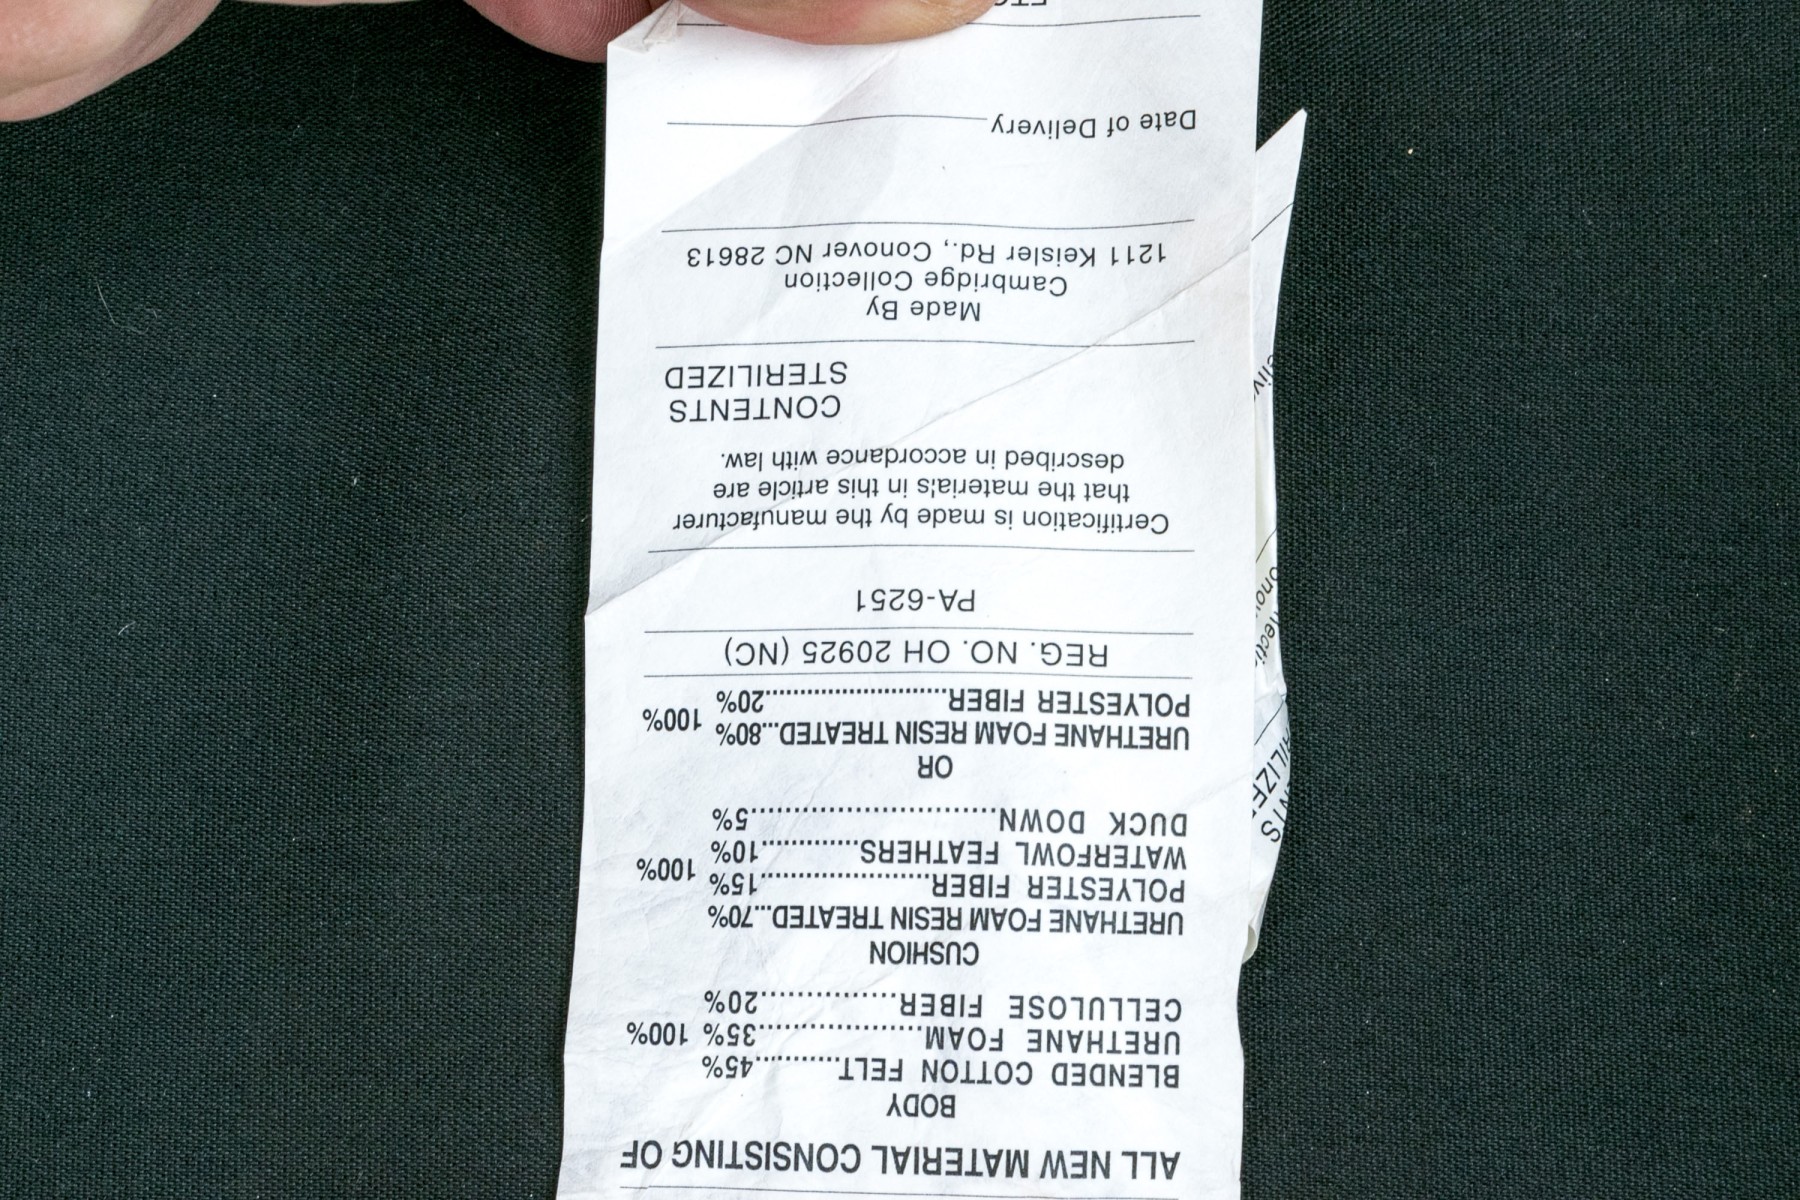 ALL NEW MATERIAL CONSISTING OF
BODY
BLENDED COTTON FELT...........45%
URETHANE FOAM.....................35% 100%
CELLULOSE FIBER.................20%
CUSHION
URETHANE FOAM RESIN TREATED...70%
POLYESTER FIBER......................15% 100%
WATERFOWL FEATHERS............10%
DUCK DOWN............................5%
OR
URETHANE FOAM RESIN TREATED...80% 100%
POLYESTER FIBER............................20%
REG. NO. OH 20925 (NC)
PA-6251
Certification is made by the manufacturer
that the materials in this article are
described in accordance with law.
CONTENTS
STERILIZED
Made By
Cambridge Collection
1211 Keisler Rd., Conover NC 28613
Date of Delivery